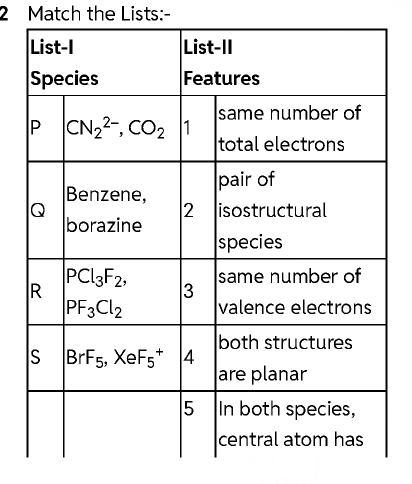 2 Match the Lists:-
List-I List-II
Species Features
P CN₂²⁻, CO₂ 1 same number of
total electrons
Q Benzene,
borazine 2 pair of
isostructural
species
R PCl₃F₂,
PF₃Cl₂ 3 same number of
valence electrons
S BrF₅, XeF₅⁺ 4 both structures
are planar
5 In both species,
central atom has